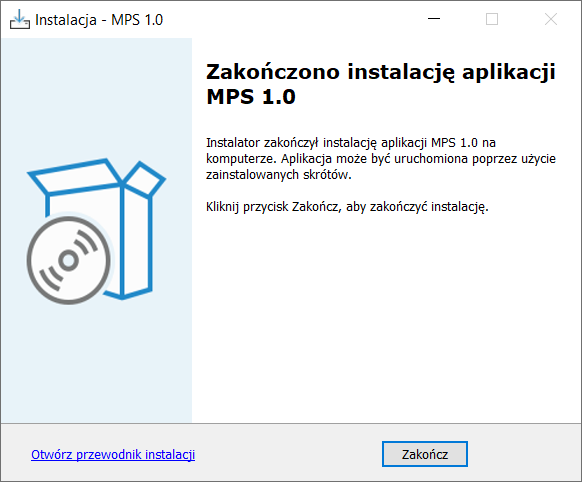 Instalacja - MPS 1.0
Zakończono instalację aplikacji
MPS 1.0
Instalator zakończył instalację aplikacji MPS 1.0 na
komputerze. Aplikacja może być uruchomiona poprzez użycie
zainstalowanych skrótów.
Kliknij przycisk Zakończ, aby zakończyć instalację.
Otwórz przewodnik instalacji
Zakończ